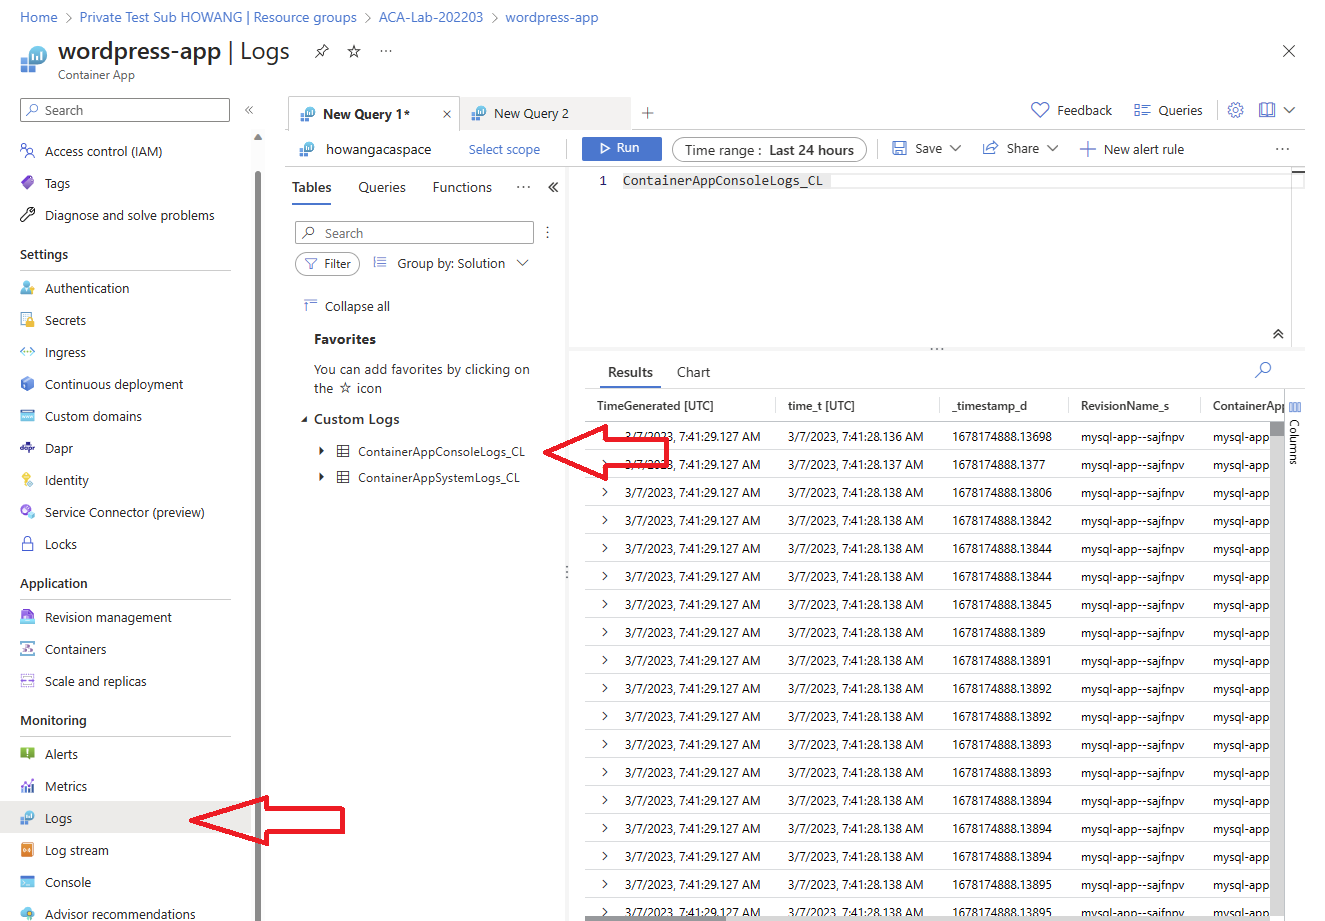 Home > Private Test Sub HOWANG | Resource groups > ACA-Lab-202203 > wordpress-app
wordpress-app | Logs
Container App
Search
Access control (IAM)
Tags
Diagnose and solve problems
Settings
Authentication
Secrets
Ingress
Continuous deployment
Custom domains
Dapr
Identity
Service Connector (preview)
Locks
Application
Revision management
Containers
Scale and replicas
Monitoring
Alerts
Metrics
Logs
Log stream
Console
Advisor recommendations
New Query 1*
New Query 2
Feedback
Queries
howangacaspace
Select scope
Run
Time range : Last 24 hours
Save
Share
New alert rule
Tables
Queries
Functions
Search
Filter
Group by: Solution
Collapse all
Favorites
You can add favorites by clicking on
the ☆ icon
Custom Logs
ContainerAppConsoleLogs_CL
ContainerAppSystemLogs_CL
1 ContainerAppConsoleLogs_CL
Results
Chart
TimeGenerated [UTC] time_t [UTC] _timestamp_d RevisionName_s ContainerApp
3/7/2023, 7:41:29.127 AM 3/7/2023, 7:41:28.136 AM 1678174888.13698 mysql-app--sajfnpv mysql-app
3/7/2023, 7:41:29.127 AM 3/7/2023, 7:41:28.137 AM 1678174888.1377 mysql-app--sajfnpv mysql-app
3/7/2023, 7:41:29.127 AM 3/7/2023, 7:41:28.138 AM 1678174888.13806 mysql-app--sajfnpv mysql-app
3/7/2023, 7:41:29.127 AM 3/7/2023, 7:41:28.138 AM 1678174888.13842 mysql-app--sajfnpv mysql-app
3/7/2023, 7:41:29.127 AM 3/7/2023, 7:41:28.138 AM 1678174888.13844 mysql-app--sajfnpv mysql-app
3/7/2023, 7:41:29.127 AM 3/7/2023, 7:41:28.138 AM 1678174888.13844 mysql-app--sajfnpv mysql-app
3/7/2023, 7:41:29.127 AM 3/7/2023, 7:41:28.138 AM 1678174888.13845 mysql-app--sajfnpv mysql-app
3/7/2023, 7:41:29.127 AM 3/7/2023, 7:41:28.138 AM 1678174888.1389 mysql-app--sajfnpv mysql-app
3/7/2023, 7:41:29.127 AM 3/7/2023, 7:41:28.138 AM 1678174888.13891 mysql-app--sajfnpv mysql-app
3/7/2023, 7:41:29.127 AM 3/7/2023, 7:41:28.138 AM 1678174888.13892 mysql-app--sajfnpv mysql-app
3/7/2023, 7:41:29.127 AM 3/7/2023, 7:41:28.138 AM 1678174888.13892 mysql-app--sajfnpv mysql-app
3/7/2023, 7:41:29.127 AM 3/7/2023, 7:41:28.138 AM 1678174888.13893 mysql-app--sajfnpv mysql-app
3/7/2023, 7:41:29.127 AM 3/7/2023, 7:41:28.138 AM 1678174888.13893 mysql-app--sajfnpv mysql-app
3/7/2023, 7:41:29.127 AM 3/7/2023, 7:41:28.138 AM 1678174888.13894 mysql-app--sajfnpv mysql-app
3/7/2023, 7:41:29.127 AM 3/7/2023, 7:41:28.138 AM 1678174888.13894 mysql-app--sajfnpv mysql-app
3/7/2023, 7:41:29.127 AM 3/7/2023, 7:41:28.138 AM 1678174888.13894 mysql-app--sajfnpv mysql-app
3/7/2023, 7:41:29.127 AM 3/7/2023, 7:41:28.138 AM 1678174888.13895 mysql-app--sajfnpv mysql-app
3/7/2023, 7:41:29.127 AM 3/7/2023, 7:41:28.138 AM 1678174888.13895 mysql-app--sajfnpv mysql-app
Columns